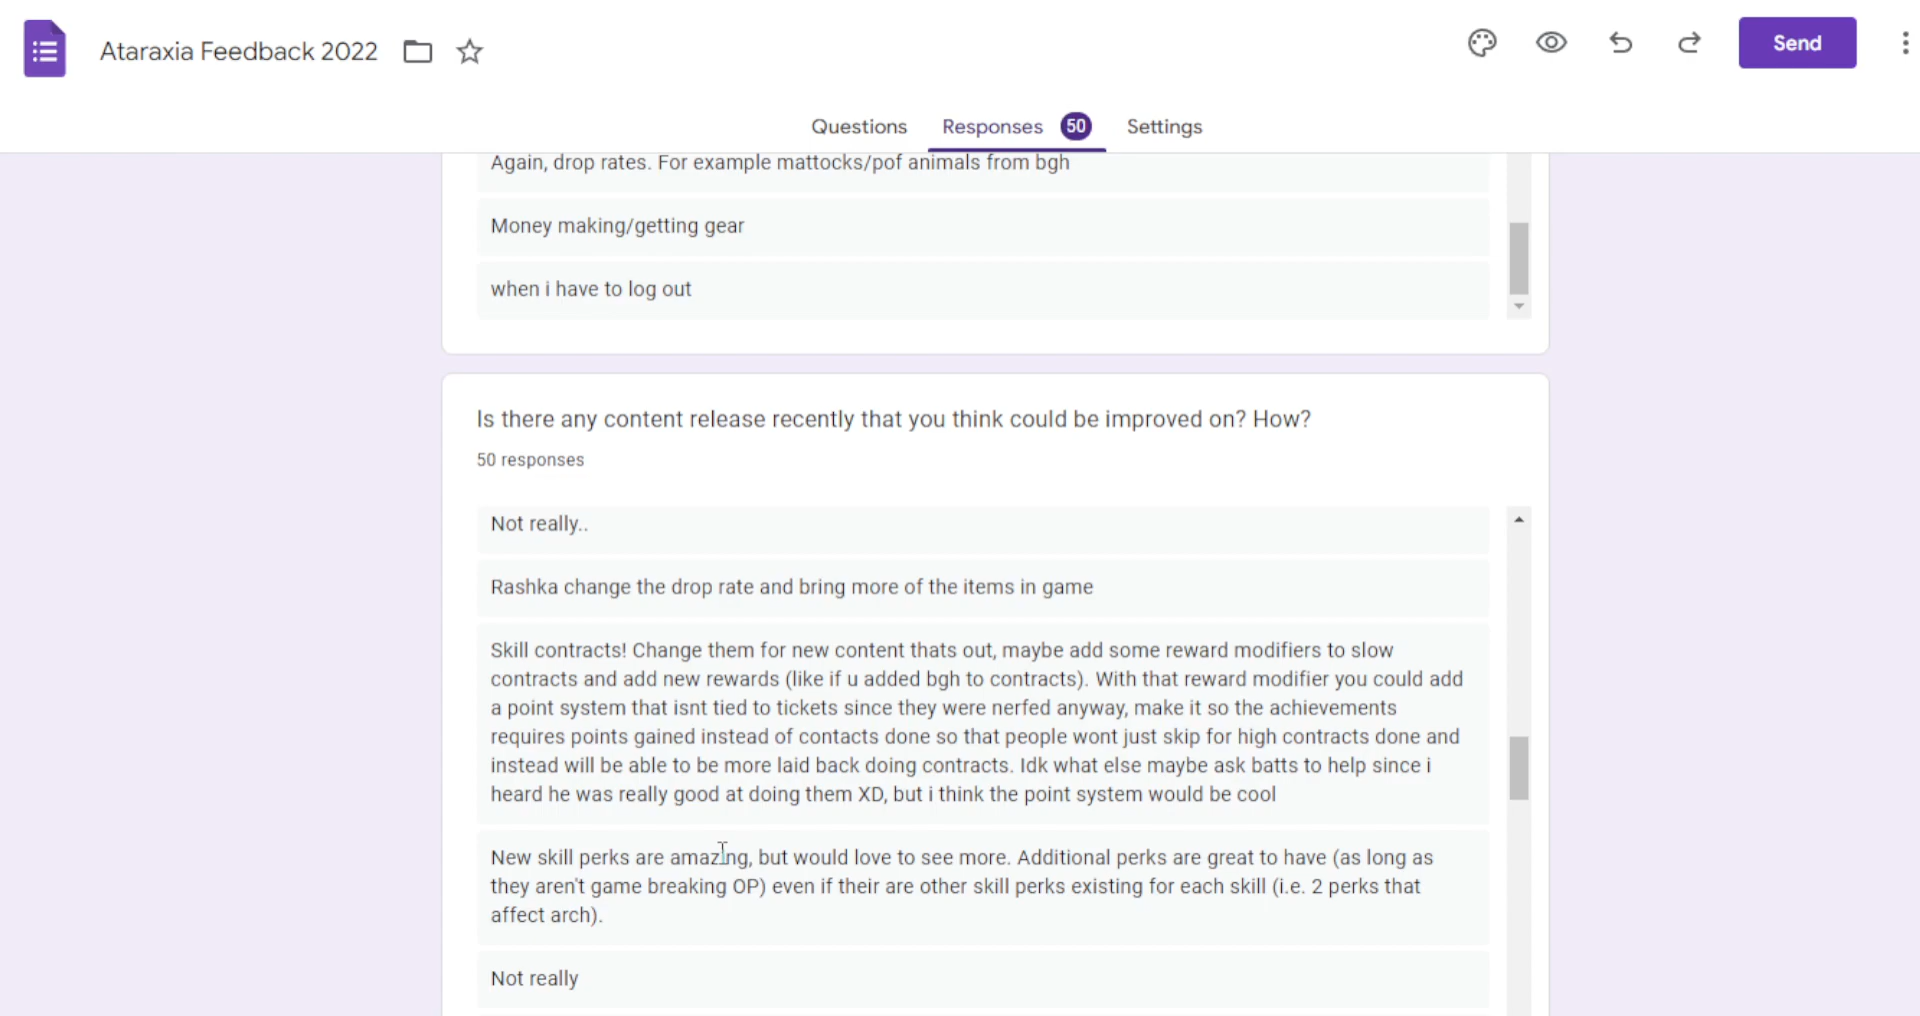 Ataraxia Feedback 2022
Send
Questions
Responses 50
Settings
Again, drop rates. For example mattocks/pof animals from bgh
Money making/getting gear
when i have to log out
Is there any content release recently that you think could be improved on? How?
50 responses
Not really..
Rashka change the drop rate and bring more of the items in game
Skill contracts! Change them for new content thats out, maybe add some reward modifiers to slow
contracts and add new rewards (like if u added bgh to contracts). With that reward modifier you could add
a point system that isnt tied to tickets since they were nerfed anyway, make it so the achievements
requires points gained instead of contacts done so that people wont just skip for high contracts done and
instead will be able to be more laid back doing contracts. Idk what else maybe ask batts to help since i
heard he was really good at doing them XD, but i think the point system would be cool
New skill perks are amazing, but would love to see more. Additional perks are great to have (as long as
they aren't game breaking OP) even if their are other skill perks existing for each skill (i.e. 2 perks that
affect arch).
Not really